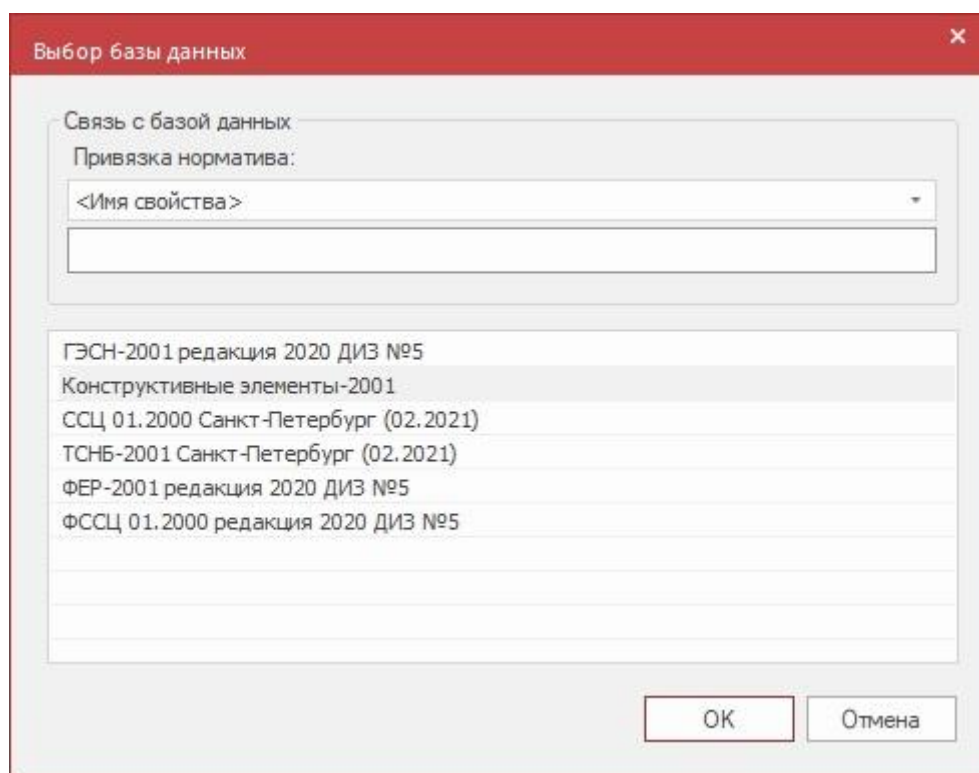 Выбор базы данных
Связь с базой данных
Привязка норматива:
<Имя свойства>
ГЭСН-2001 редакция 2020 ДИЗ №5
Конструктивные элементы-2001
ССЦ 01.2000 Санкт-Петербург (02.2021)
ТСНБ-2001 Санкт-Петербург (02.2021)
ФЕР-2001 редакция 2020 ДИЗ №5
ФССЦ 01.2000 редакция 2020 ДИЗ №5
OK Отмена